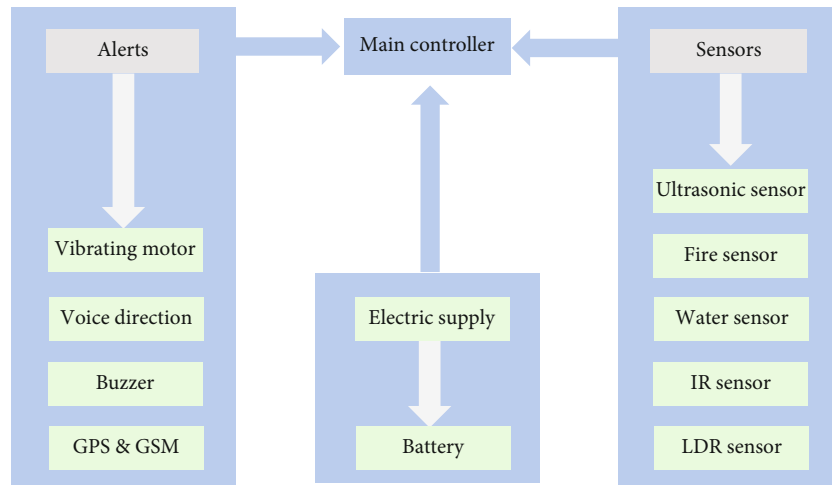 Alerts
Vibrating motor
Voice direction
Buzzer
GPS & GSM
Main controller
Electric supply
Battery
Sensors
Ultrasonic sensor
Fire sensor
Water sensor
IR sensor
LDR sensor